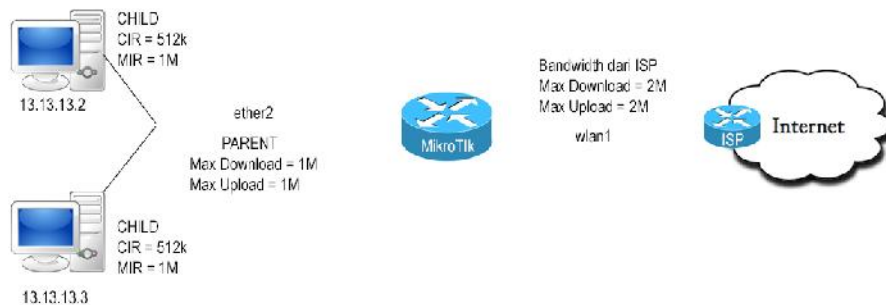 CHILD
CIR = 512k
MIR = 1M
13.13.13.2
ether2
PARENT
Max Download = 1M
Max Upload = 1M
CHILD
CIR = 512k
MIR = 1M
13.13.13.3
MikroTIk
Bandwidth dari ISP
Max Download = 2M
Max Upload = 2M
wlan1
ISP
Internet